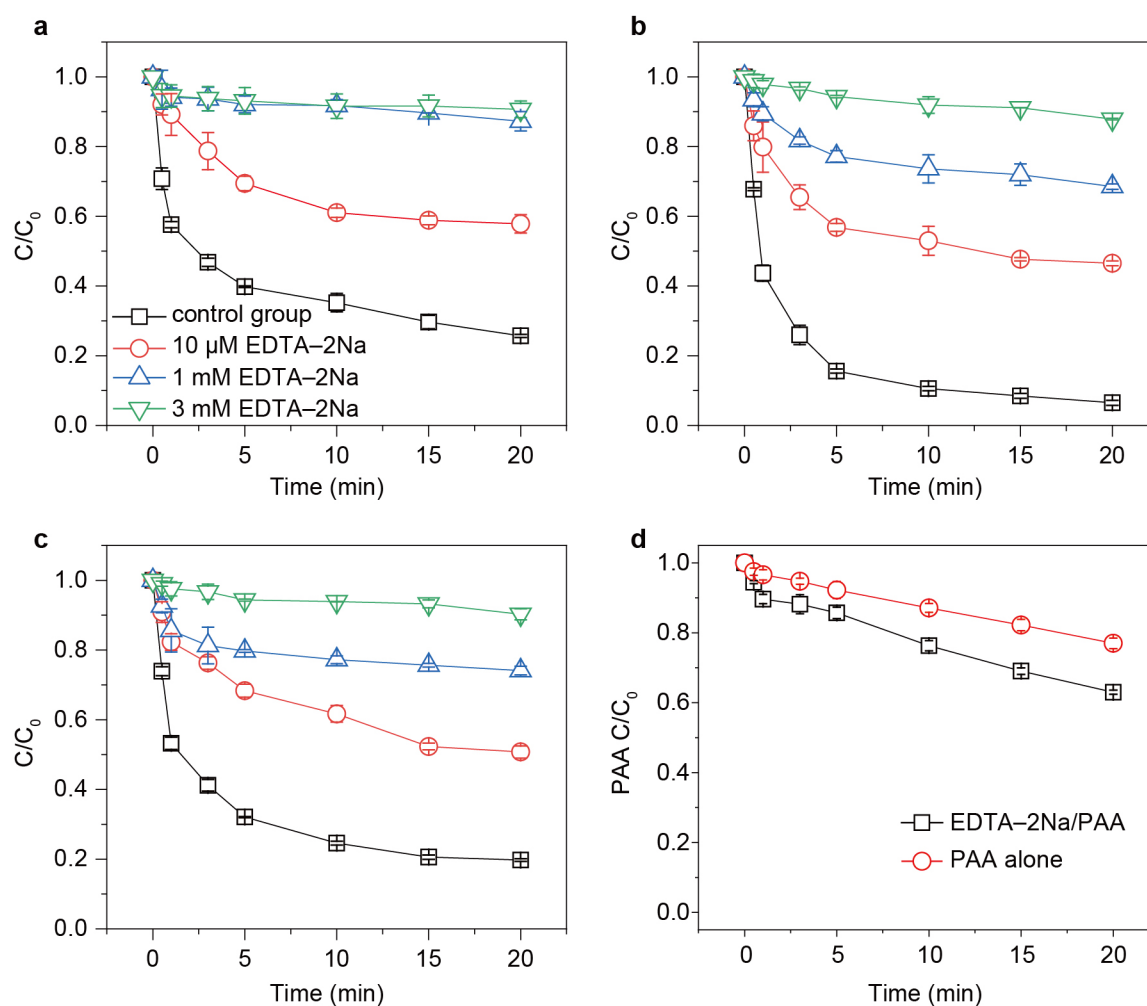 a
1.0
0.8
0.6
0.4
0.2
0.0
C/C0
control group
10 μM EDTA–2Na
1 mM EDTA–2Na
3 mM EDTA–2Na
0 5 10 15 20
Time (min)
b
1.0
0.8
0.6
0.4
0.2
0.0
C/C0
0 5 10 15 20
Time (min)
c
1.0
0.8
0.6
0.4
0.2
0.0
C/C0
0 5 10 15 20
Time (min)
d
1.0
0.8
0.6
0.4
0.2
0.0
PAA C/C0
EDTA–2Na/PAA
PAA alone
0 5 10 15 20
Time (min)